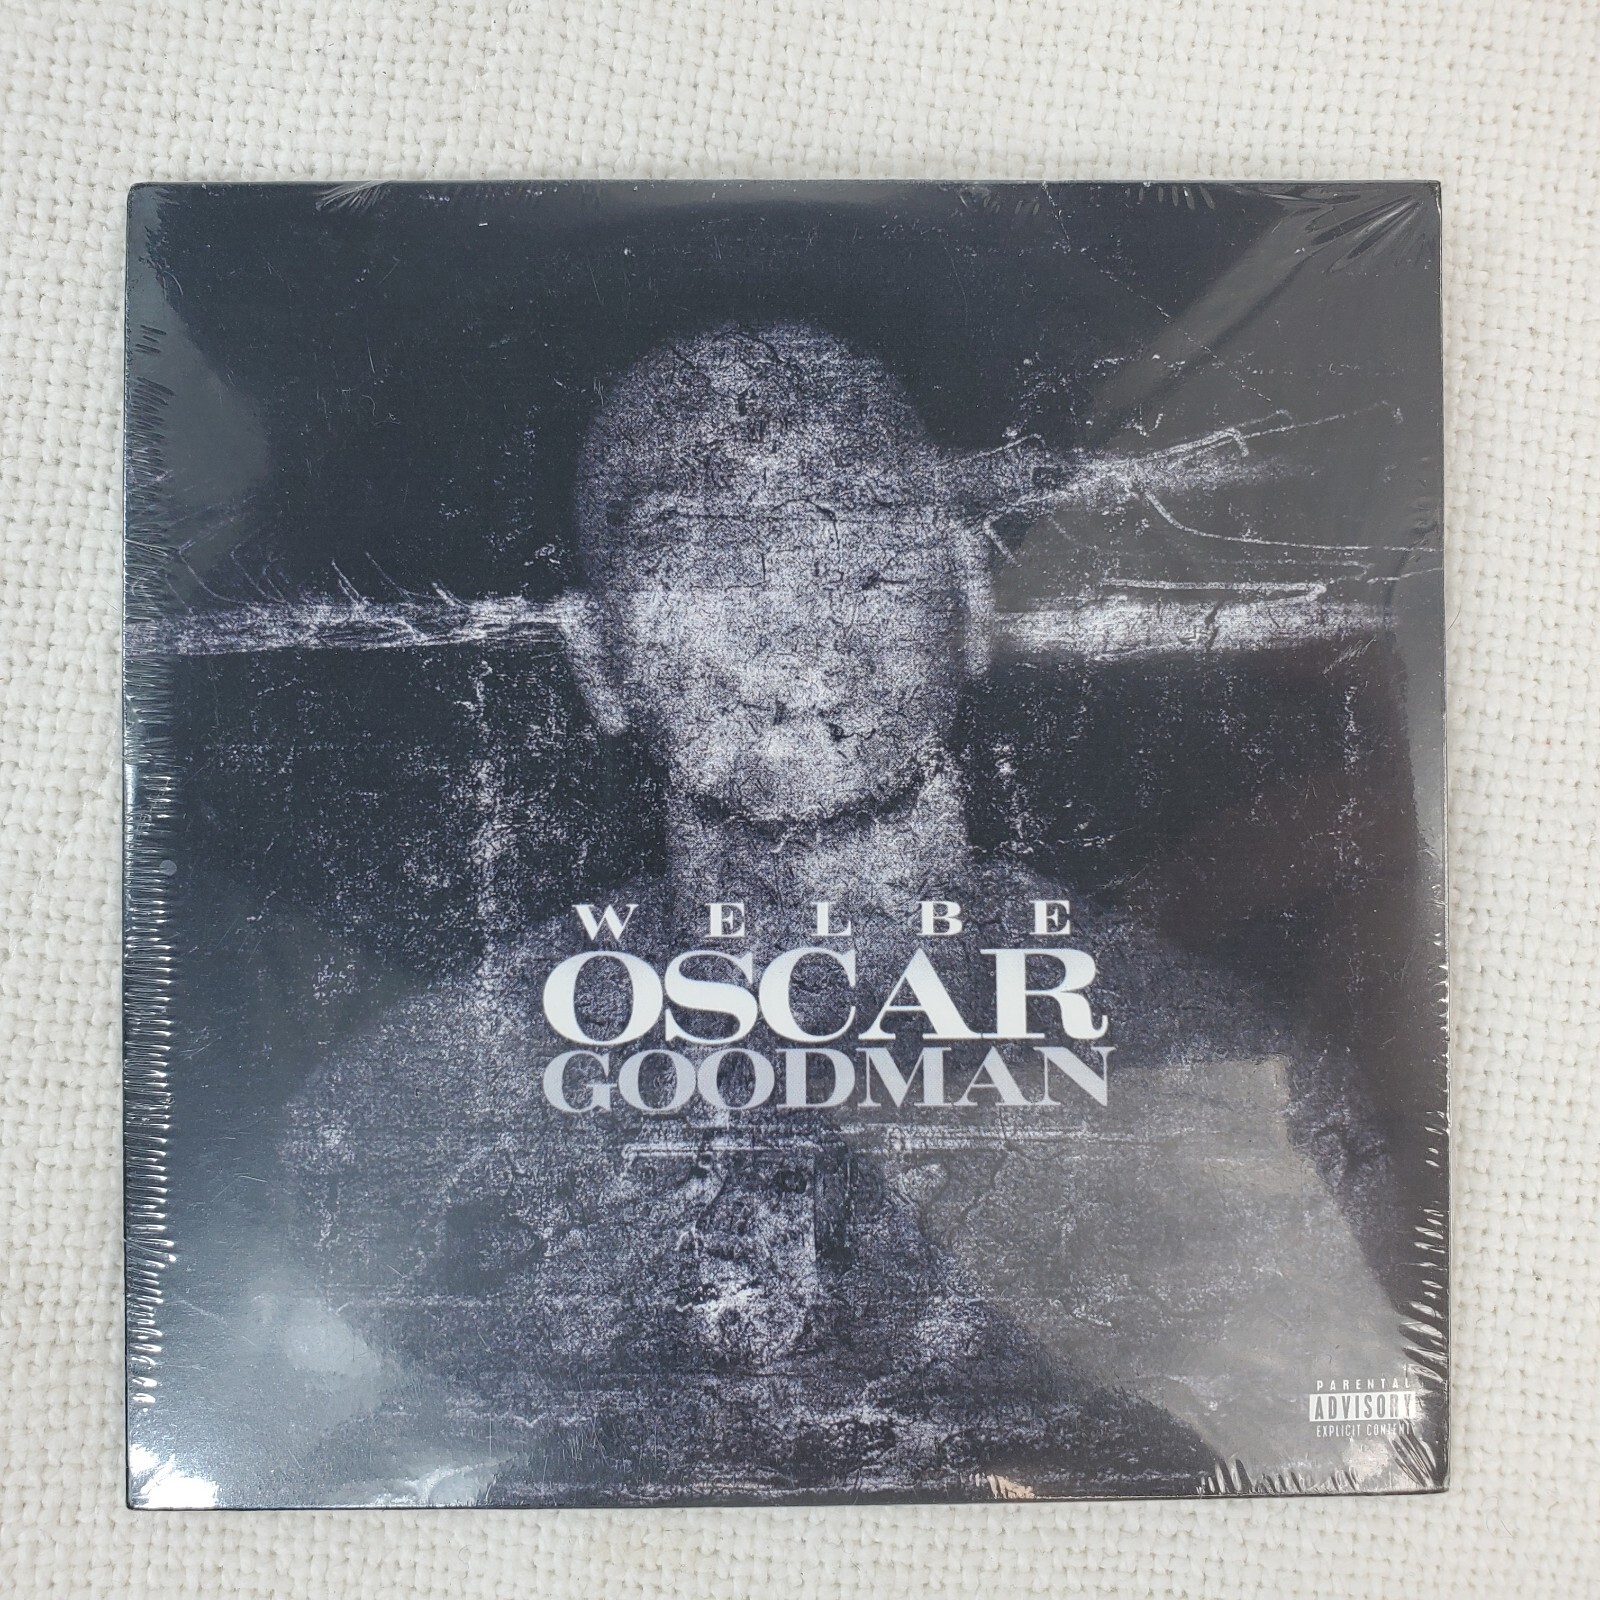 WELBE
OSCAR
GOODMAN
PARENTAL
ADVISORY
EXPLICIT CONTENT